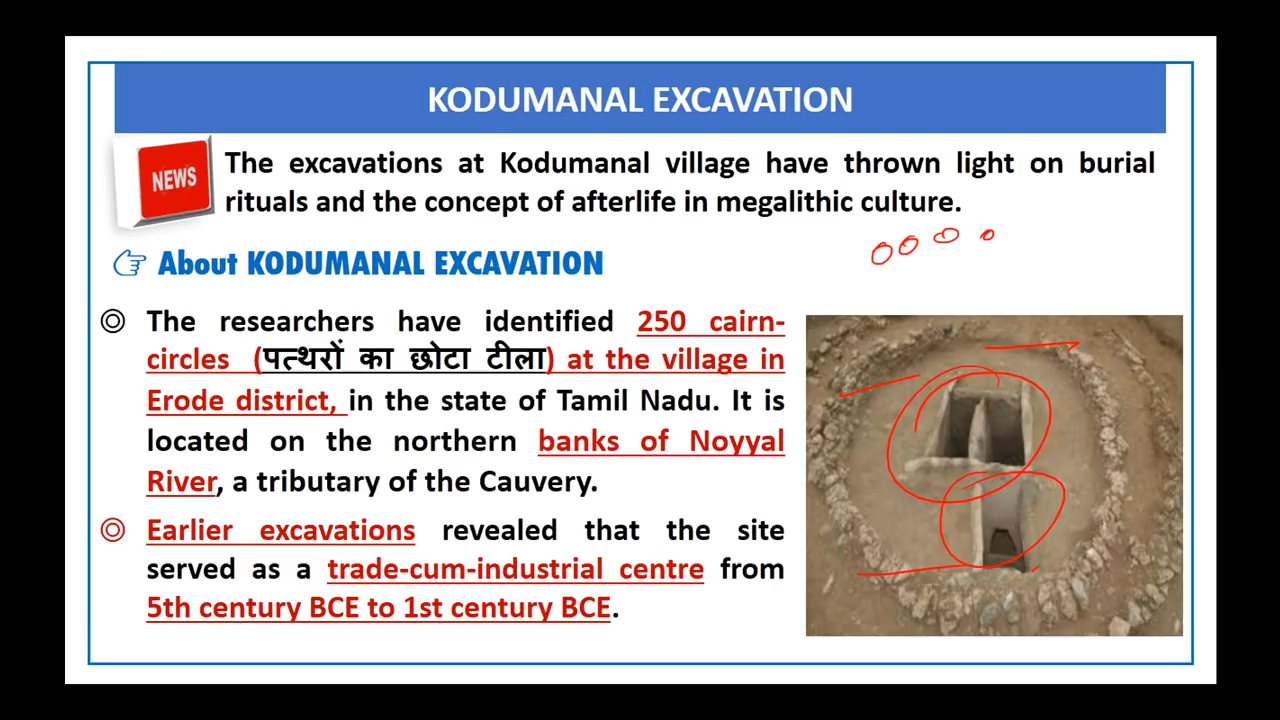 KODUMANAL EXCAVATION
NEWS
The excavations at Kodumanal village have thrown light on burial
rituals and the concept of afterlife in megalithic culture.
About KODUMANAL EXCAVATION
The researchers have identified 250 cairn-
circles (पत्थरों का छोटा टीला) at the village in
Erode district, in the state of Tamil Nadu. It is
located on the northern banks of Noyyal
River, a tributary of the Cauvery.
Earlier excavations revealed that the site
served as a trade-cum-industrial centre from
5th century BCE to 1st century BCE.